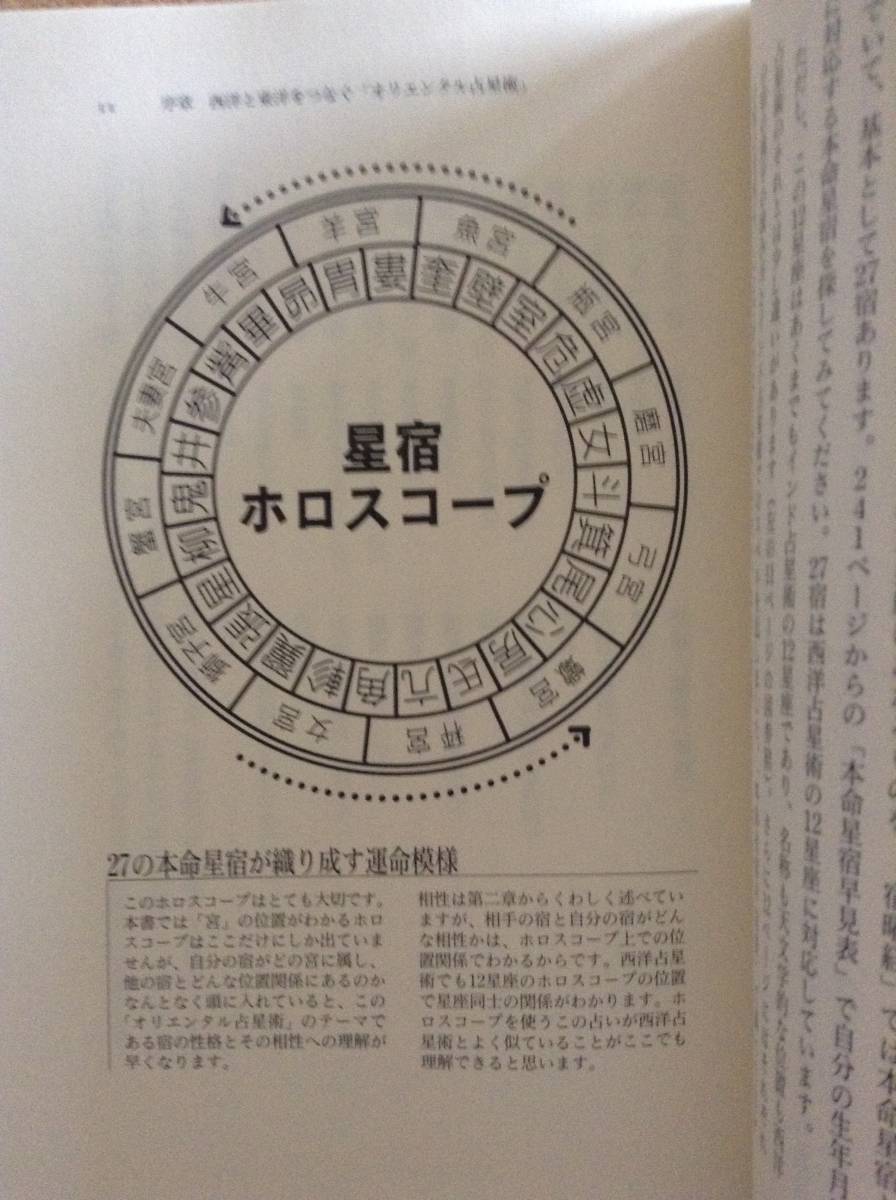 羊宮
魚宮
瓶宮
磨宮
弓宮
蠍宮
秤宮
女宮
獅子宮
蟹宮
夫妻宮
牛宮
婁
奎
壁
室
危
虚
女
斗
箕
尾
心
房
氐
亢
角
軫
翼
張
星
柳
鬼
井
参
觜
畢
昴
胃
星宿
ホロスコープ
27の本命星宿が織り成す運命模様
このホロスコープはとても大切です。
本書では「宮」の位置がわかるホロ
スコープはここだけにしか出ていま
せんが、自分の宿がどの宮に属し、
他の宿とどんな位置関係にあるのか
なんとなく頭に入れていると、この
「オリエンタル占星術」のテーマで
ある宿の性格とその相性への理解が
早くなります。
相性は第二章からくわしく述べてい
ますが、相手の宿と自分の宿がどん
な相性かは、ホロスコープ上での位
置関係でわかるからです。西洋占星
術でも12星座のホロスコープの位置
で星座同士の関係がわかります。ホ
ロスコープを使うこの占いが西洋占
星術とよく似ていることがここでも
理解できると思います。
では本命星宿
ていて、基本として27宿あります。241ページからの「本命星宿早見表」で自分の生年月
に対応する本命星宿を探してみてください。27宿は西洋占星術の12星座に対応しています。
ただし、この12星座はあくまでもインド占星術の12星座であり、